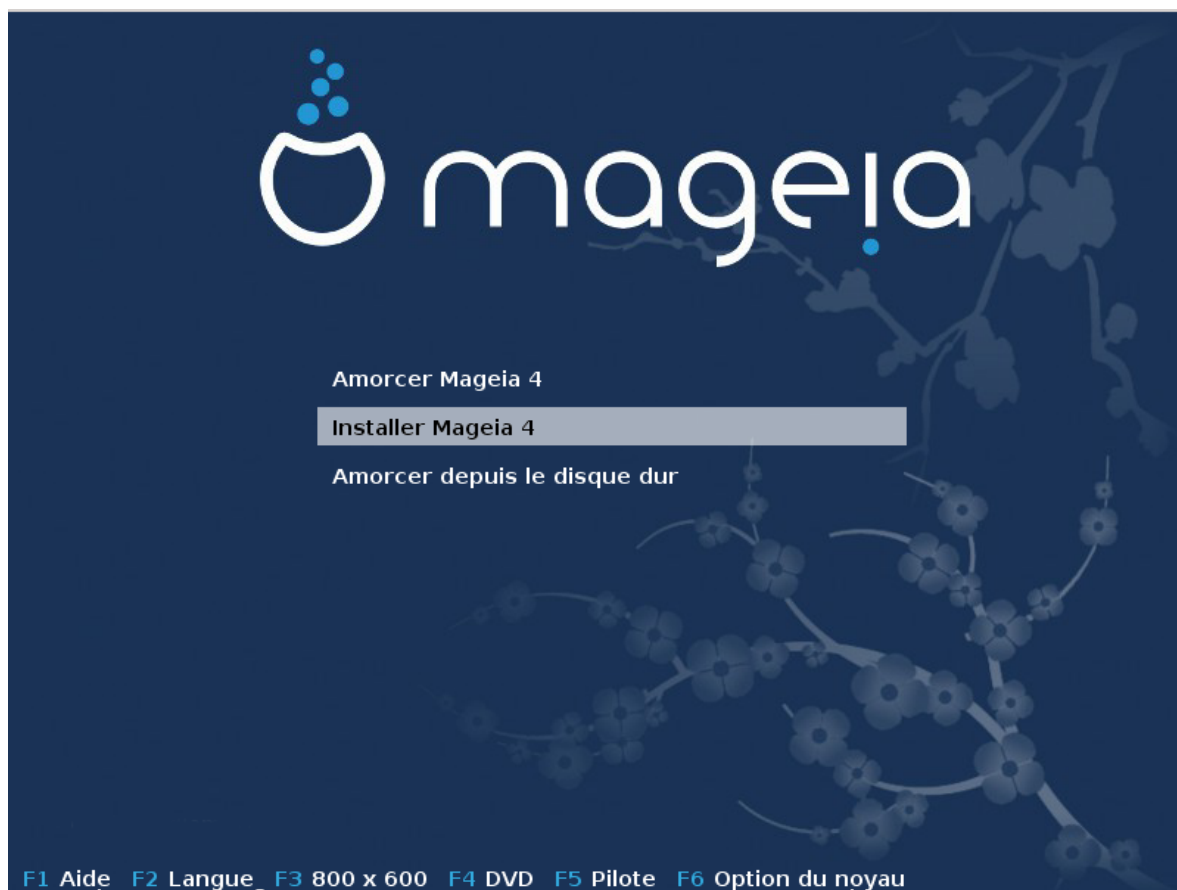 mageia
Amorcer Mageia 4
Installer Mageia 4
Amorcer depuis le disque dur
F1 Aide F2 Langue F3 800 x 600 F4 DVD F5 Pilote F6 Option du noyau